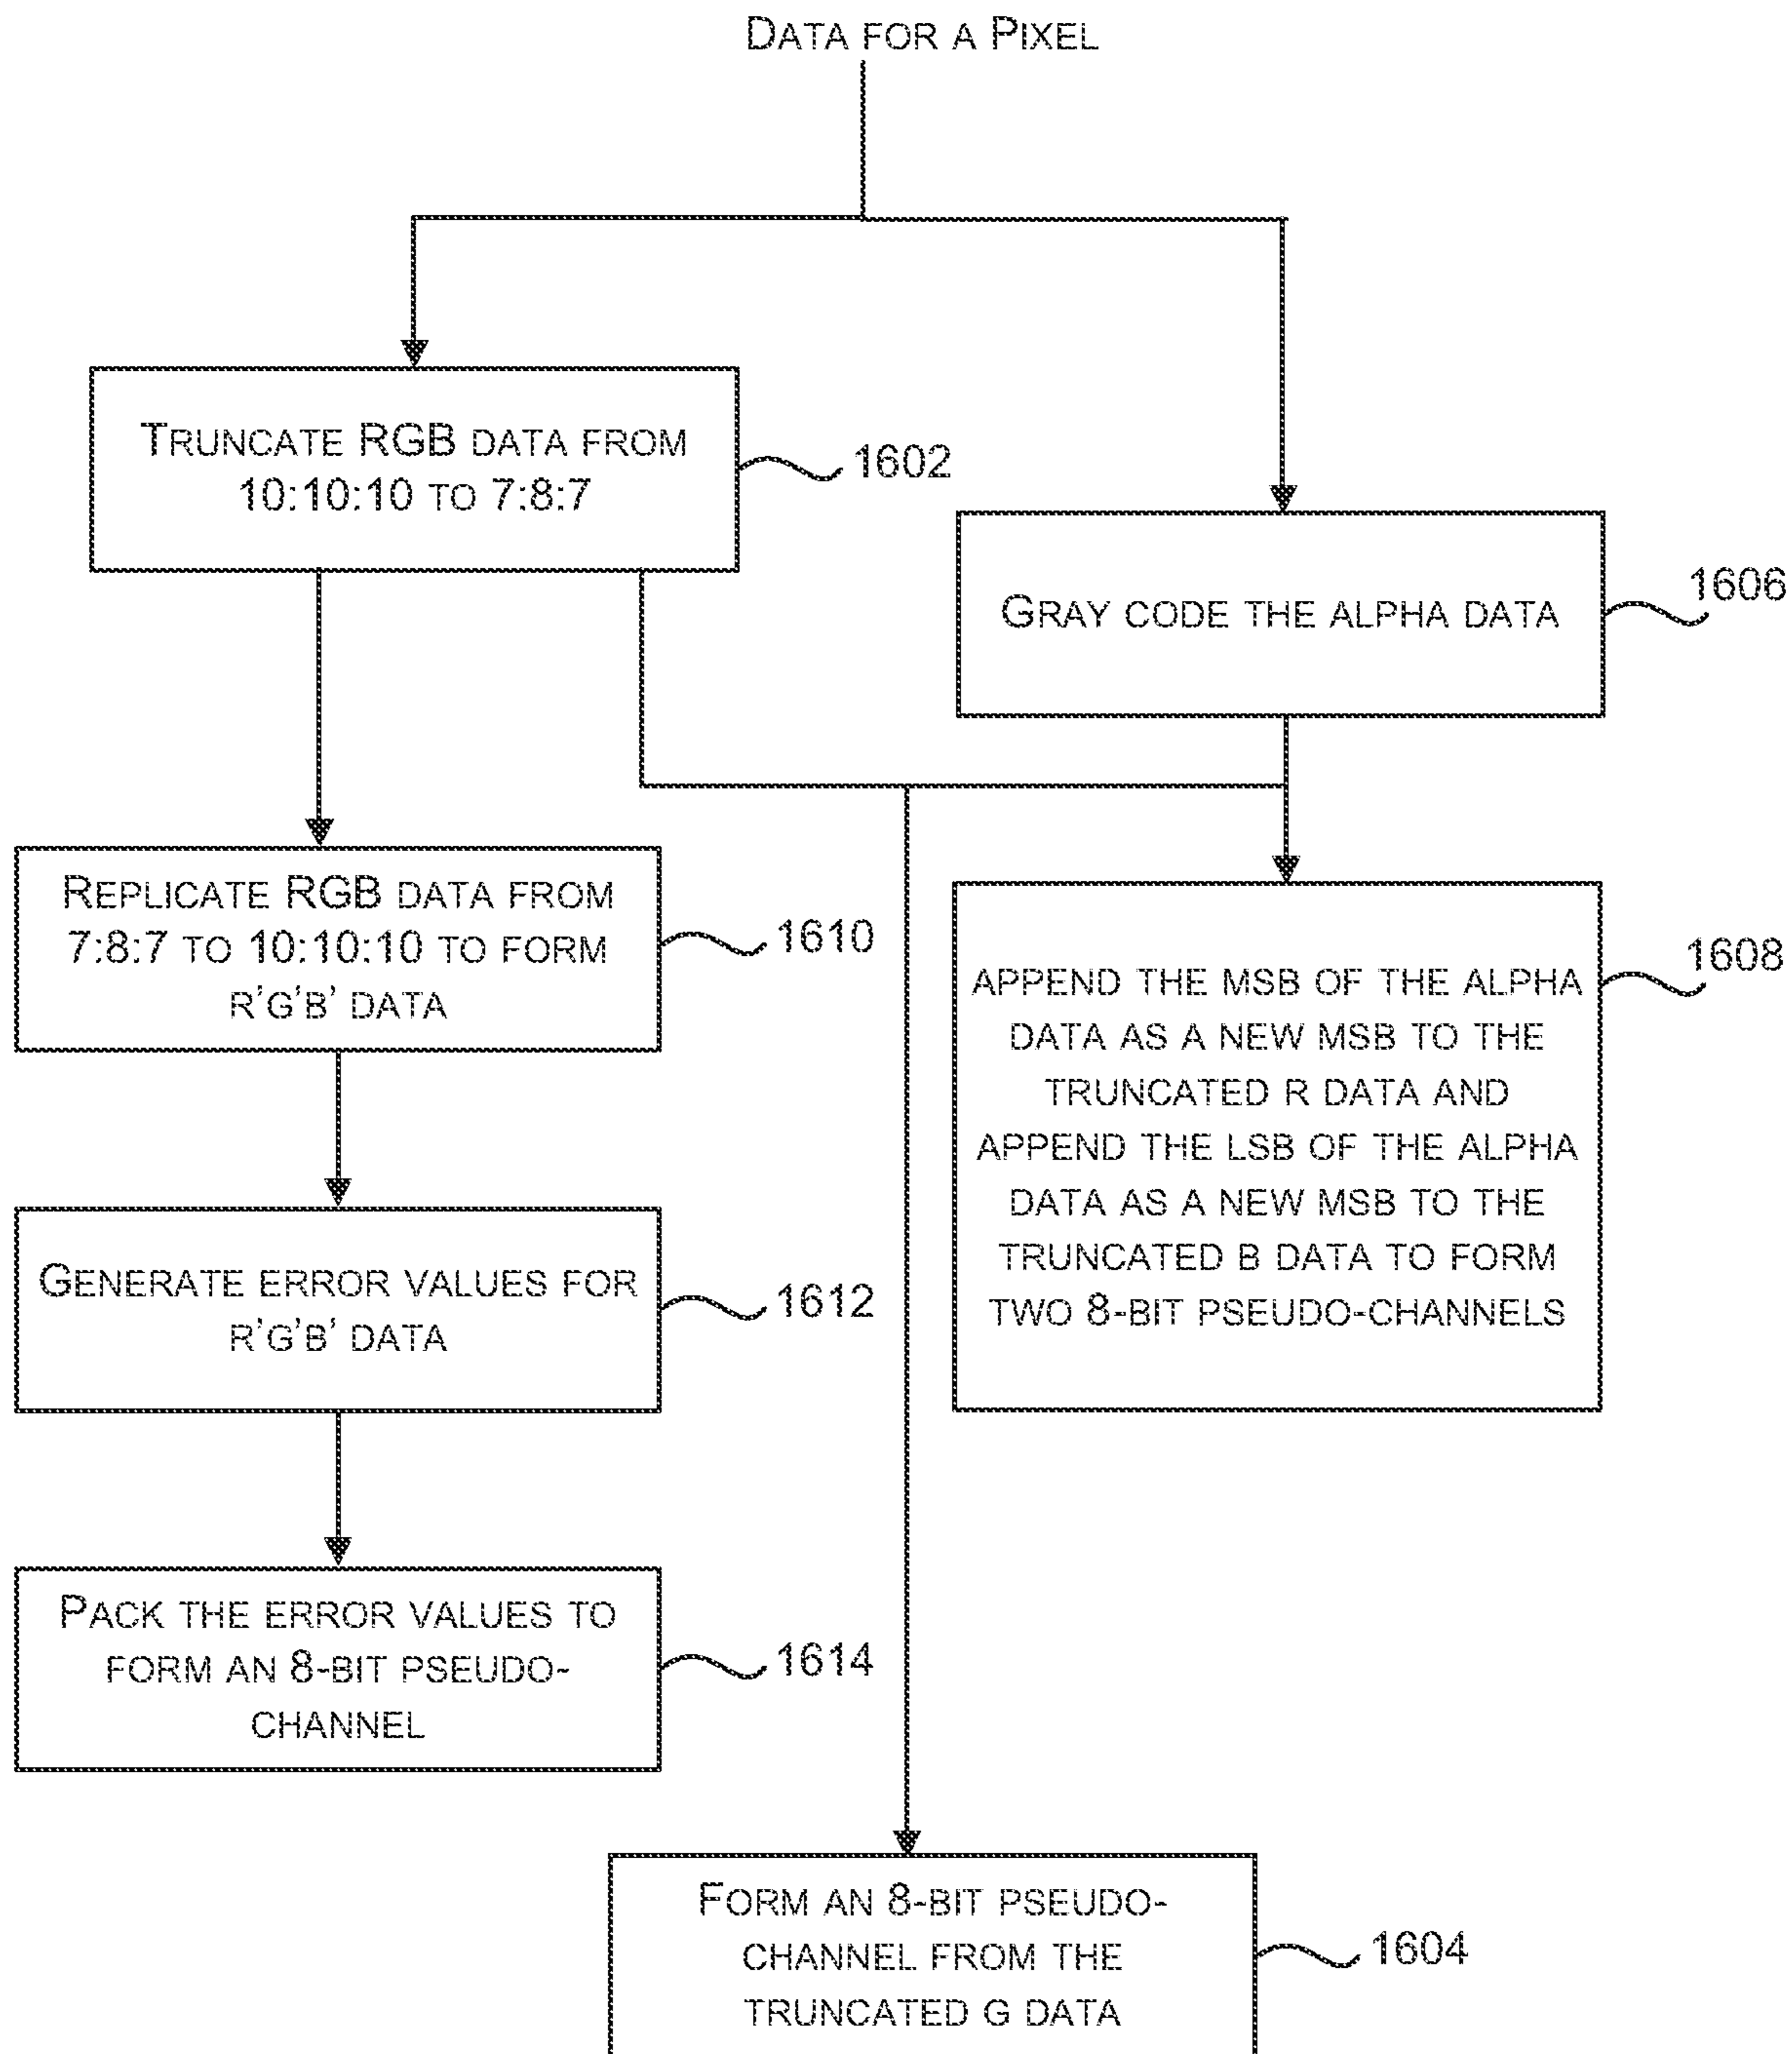 DATA FOR A PIXEL
TRUNCATE RGB DATA FROM
10:10:10 TO 7:8:7
1602
GRAY CODE THE ALPHA DATA
1606
REPLICATE RGB DATA FROM
7:8:7 TO 10:10:10 TO FORM
R'G'B' DATA
1610
APPEND THE MSB OF THE ALPHA
DATA AS A NEW MSB TO THE
TRUNCATED R DATA AND
APPEND THE LSB OF THE ALPHA
DATA AS A NEW MSB TO THE
TRUNCATED B DATA TO FORM
TWO 8-BIT PSEUDO-CHANNELS
1608
GENERATE ERROR VALUES FOR
R'G'B' DATA
1612
PACK THE ERROR VALUES TO
FORM AN 8-BIT PSEUDO-
CHANNEL
1614
FORM AN 8-BIT PSEUDO-
CHANNEL FROM THE
TRUNCATED G DATA
1604